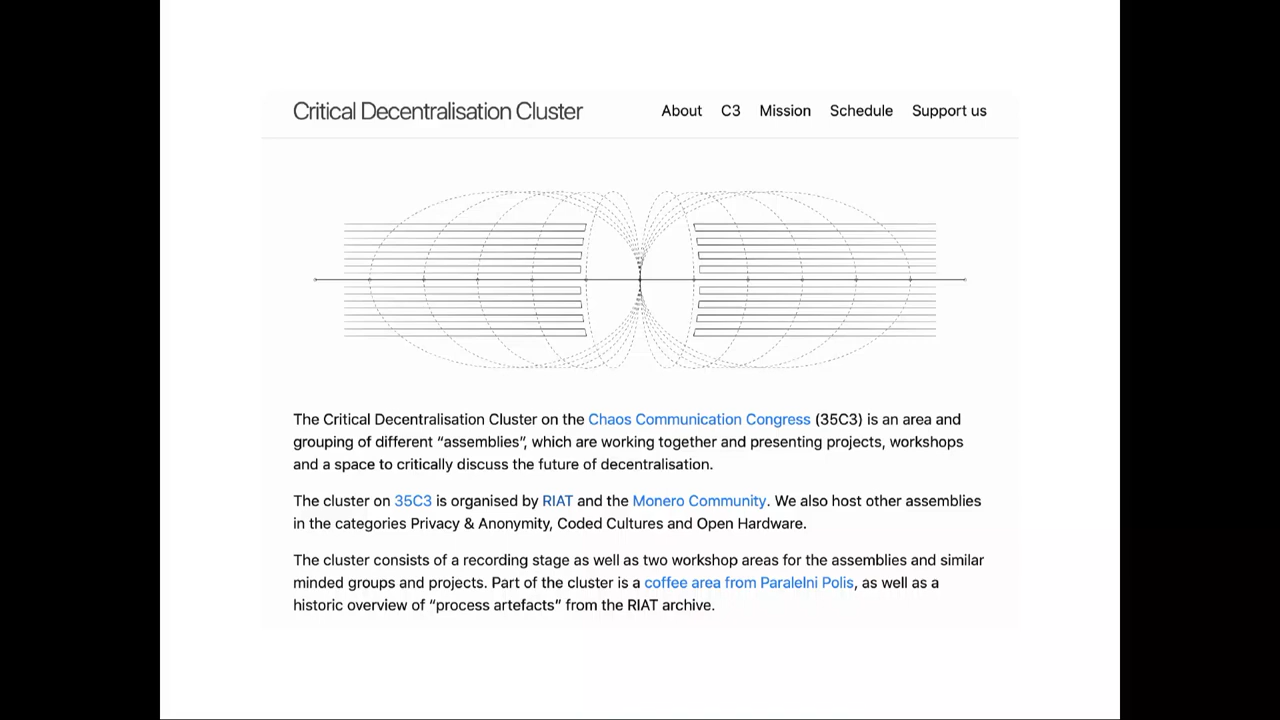 Critical Decentralisation Cluster
About C3 Mission Schedule Support us
The Critical Decentralisation Cluster on the Chaos Communication Congress (35C3) is an area and
grouping of different “assemblies”, which are working together and presenting projects, workshops
and a space to critically discuss the future of decentralisation.
The cluster on 35C3 is organised by RIAT and the Monero Community. We also host other assemblies
in the categories Privacy & Anonymity, Coded Cultures and Open Hardware.
The cluster consists of a recording stage as well as two workshop areas for the assemblies and similar
minded groups and projects. Part of the cluster is a coffee area from Paralelni Polis, as well as a
historic overview of “process artefacts” from the RIAT archive.